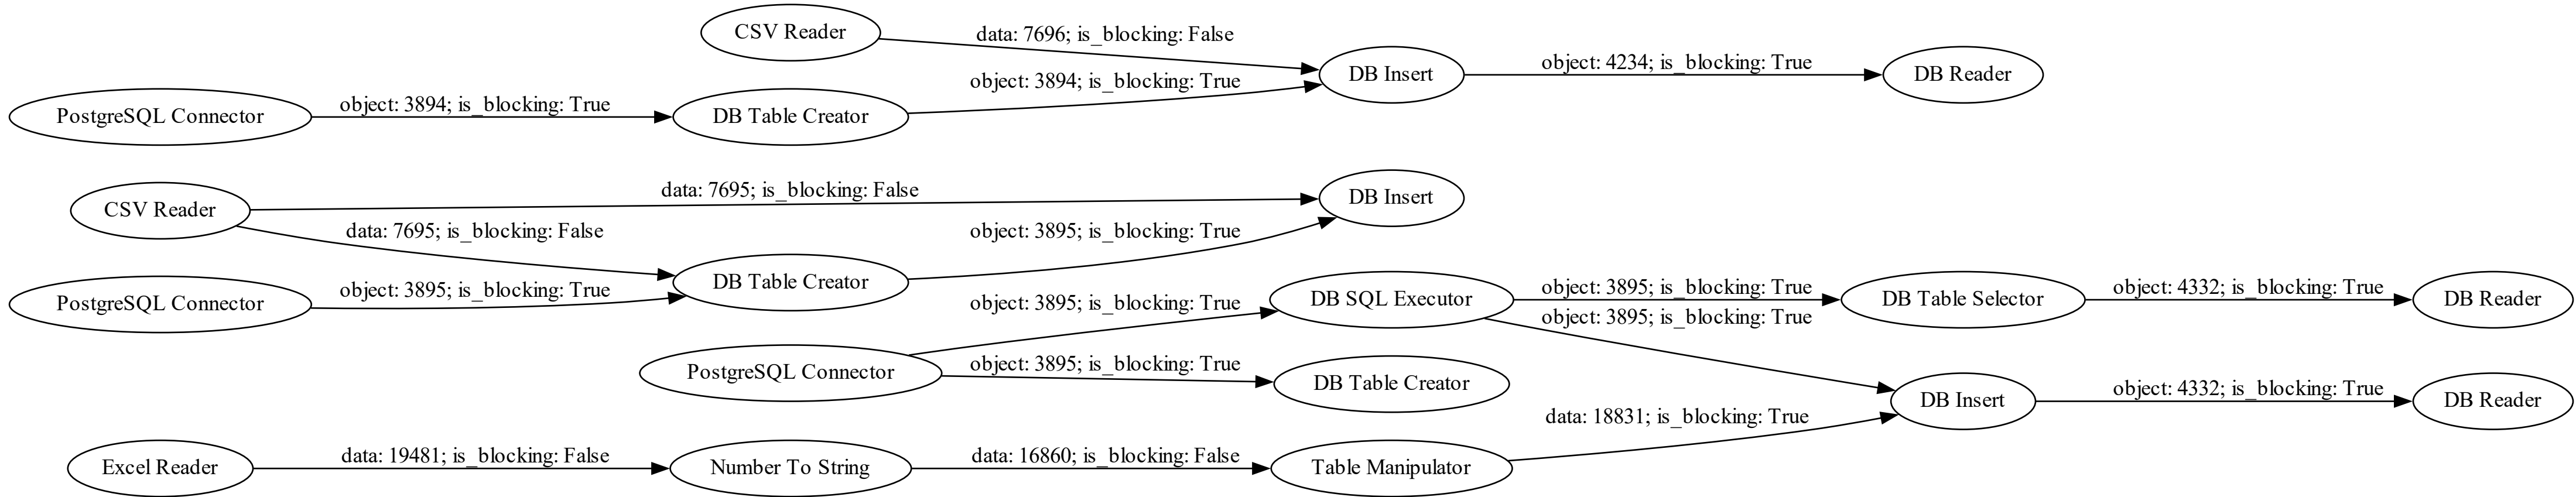 CSV Reader
data: 7696; is_blocking: False
DB Insert
object: 4234; is_blocking: True
DB Reader
PostgreSQL Connector
object: 3894; is_blocking: True
DB Table Creator
object: 3894; is_blocking: True
CSV Reader
data: 7695; is_blocking: False
DB Insert
data: 7695; is_blocking: False
object: 3895; is_blocking: True
PostgreSQL Connector
object: 3895; is_blocking: True
DB Table Creator
object: 3895; is_blocking: True
DB SQL Executor
object: 3895; is_blocking: True
DB Table Selector
object: 4332; is_blocking: True
DB Reader
object: 3895; is_blocking: True
PostgreSQL Connector
object: 3895; is_blocking: True
DB Table Creator
DB Insert
object: 4332; is_blocking: True
DB Reader
data: 18831; is_blocking: True
Excel Reader
data: 19481; is_blocking: False
Number To String
data: 16860; is_blocking: False
Table Manipulator